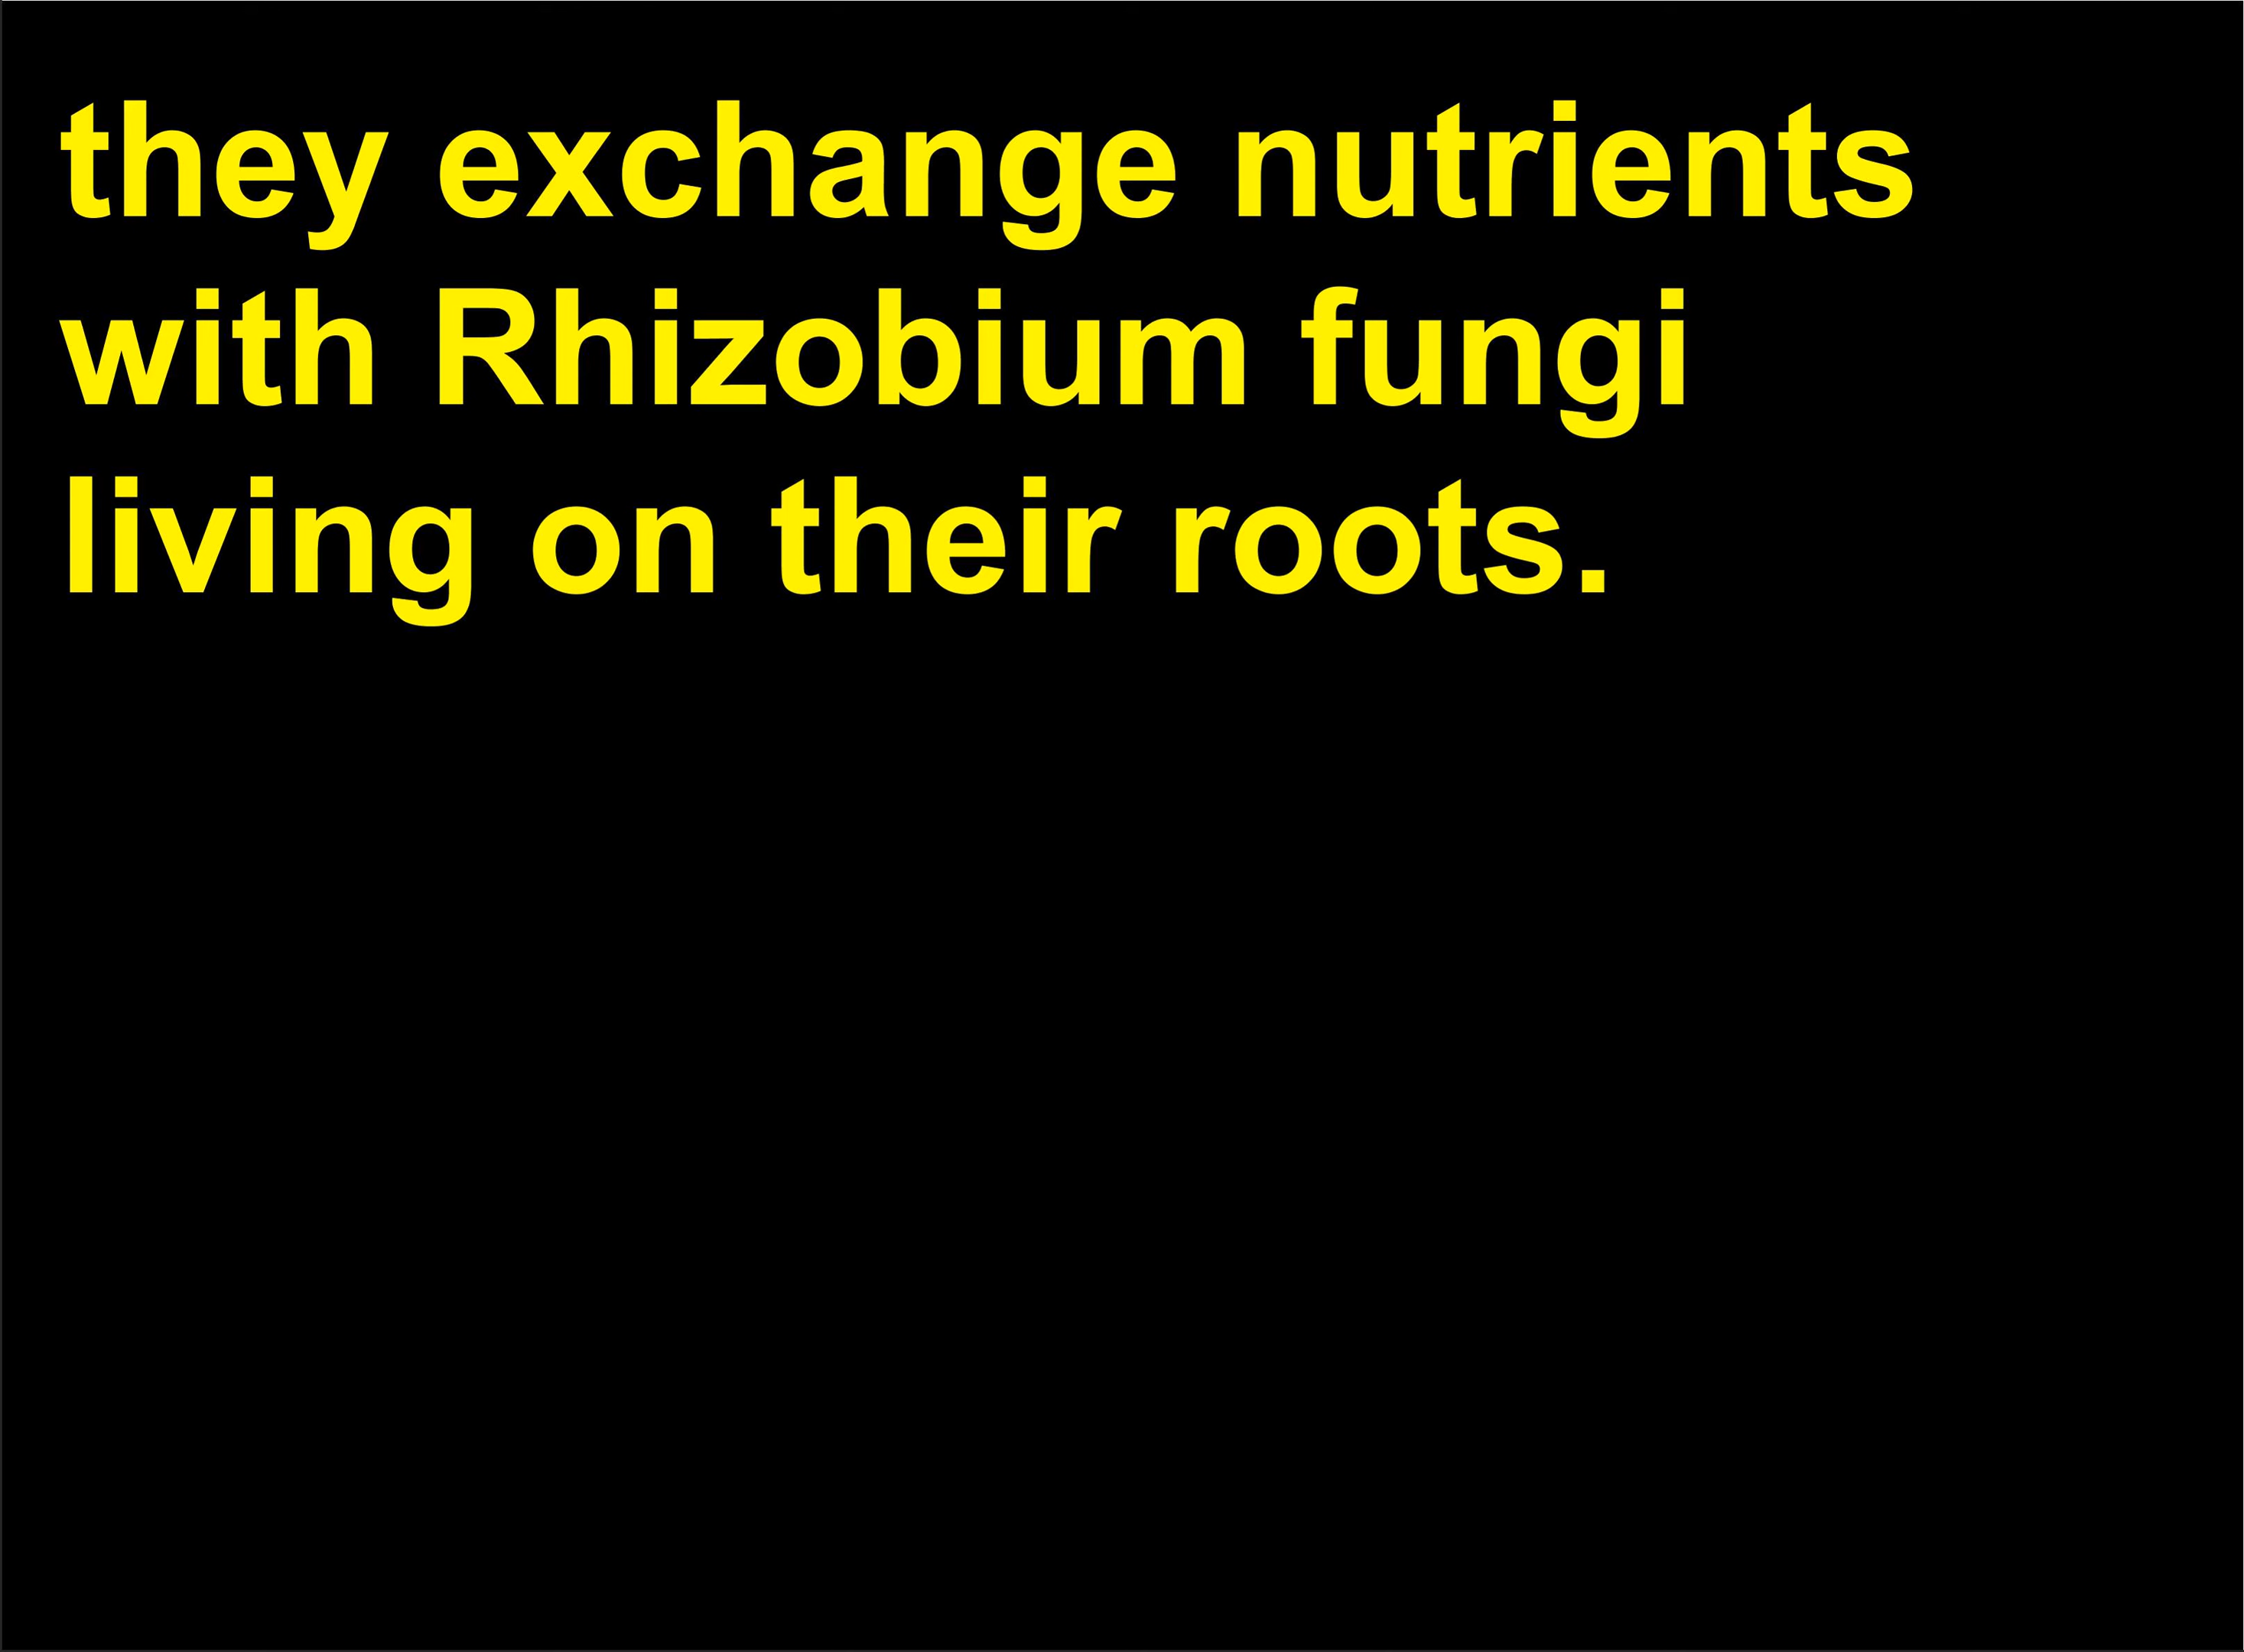 they exchange nutrients
with Rhizobium fungi
living on their roots.